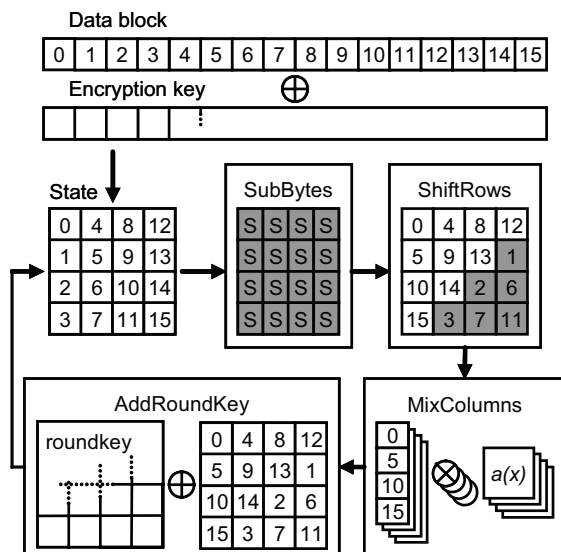 Data block
0 1 2 3 4 5 6 7 8 9 10 11 12 13 14 15
Encryption key
State
0 4 8 12
1 5 9 13
2 6 10 14
3 7 11 15
SubBytes
S S S S
S S S S
S S S S
S S S S
ShiftRows
0 4 8 12
5 9 13 1
10 14 2 6
15 3 7 11
AddRoundKey
roundkey
0 4 8 12
5 9 13 1
10 14 2 6
15 3 7 11
MixColumns
0
5
10
15
a(x)